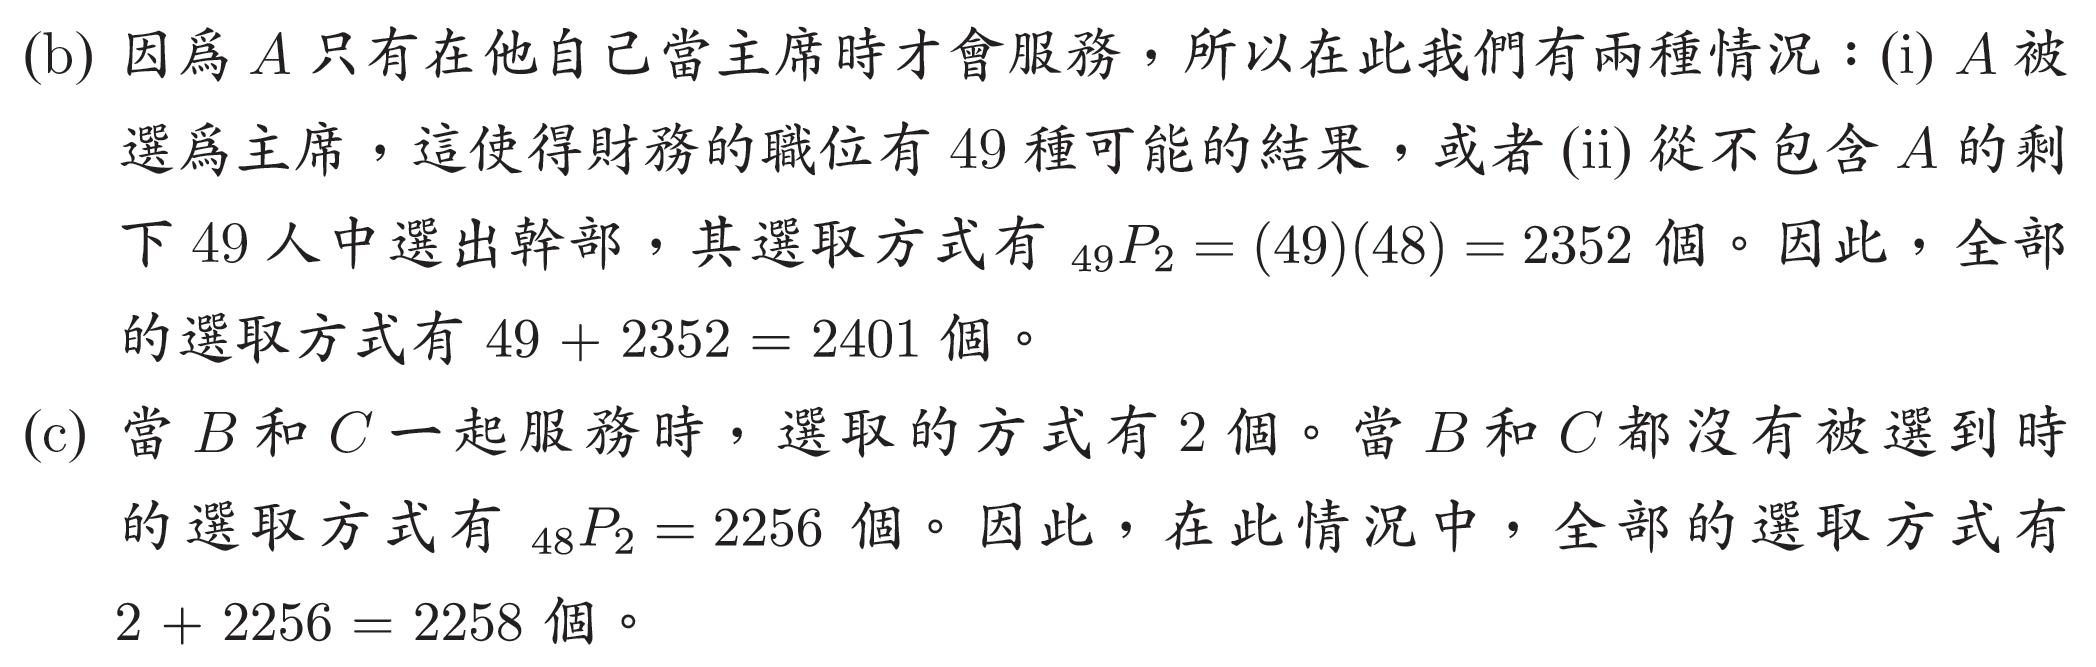 (b) 因爲 A 只有在他自己當主席時才會服務，所以在此我們有兩種情況：(i) A 被
選爲主席，這使得財務的職位有 49 種可能的結果，或者 (ii) 從不包含 A 的剩
下 49 人中選出幹部，其選取方式有 ₄₉P₂ = (49)(48) = 2352 個。因此，全部
的選取方式有 49 + 2352 = 2401 個。
(c) 當 B 和 C 一起服務時，選取的方式有 2 個。當 B 和 C 都沒有被選到時
的選取方式有 ₄₈P₂ = 2256 個。因此，在此情況中，全部的選取方式有
2 + 2256 = 2258 個。